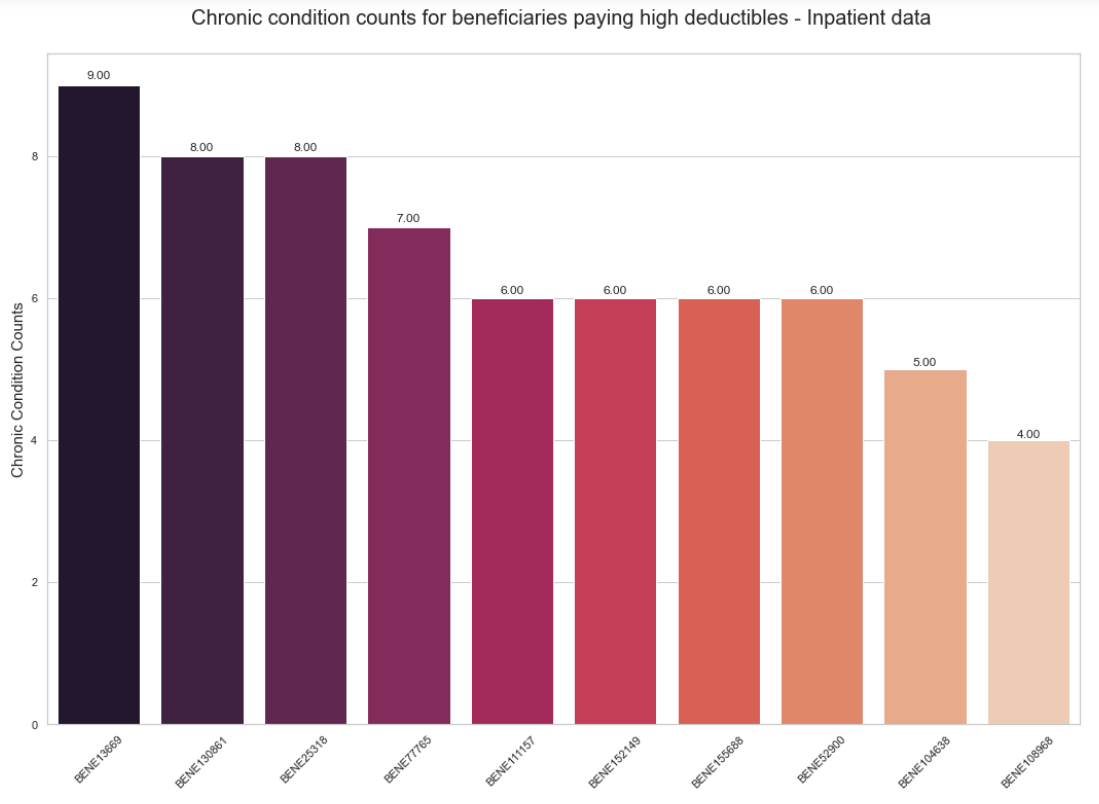 Chronic condition counts for beneficiaries paying high deductibles - Inpatient data
9.00
8.00
8.00
7.00
6.00
6.00
6.00
6.00
5.00
4.00
Chronic Condition Counts
8
6
4
2
0
BENE13669
BENE130861
BENE25318
BENE77765
BENE111157
BENE152149
BENE155688
BENE52900
BENE104638
BENE108968